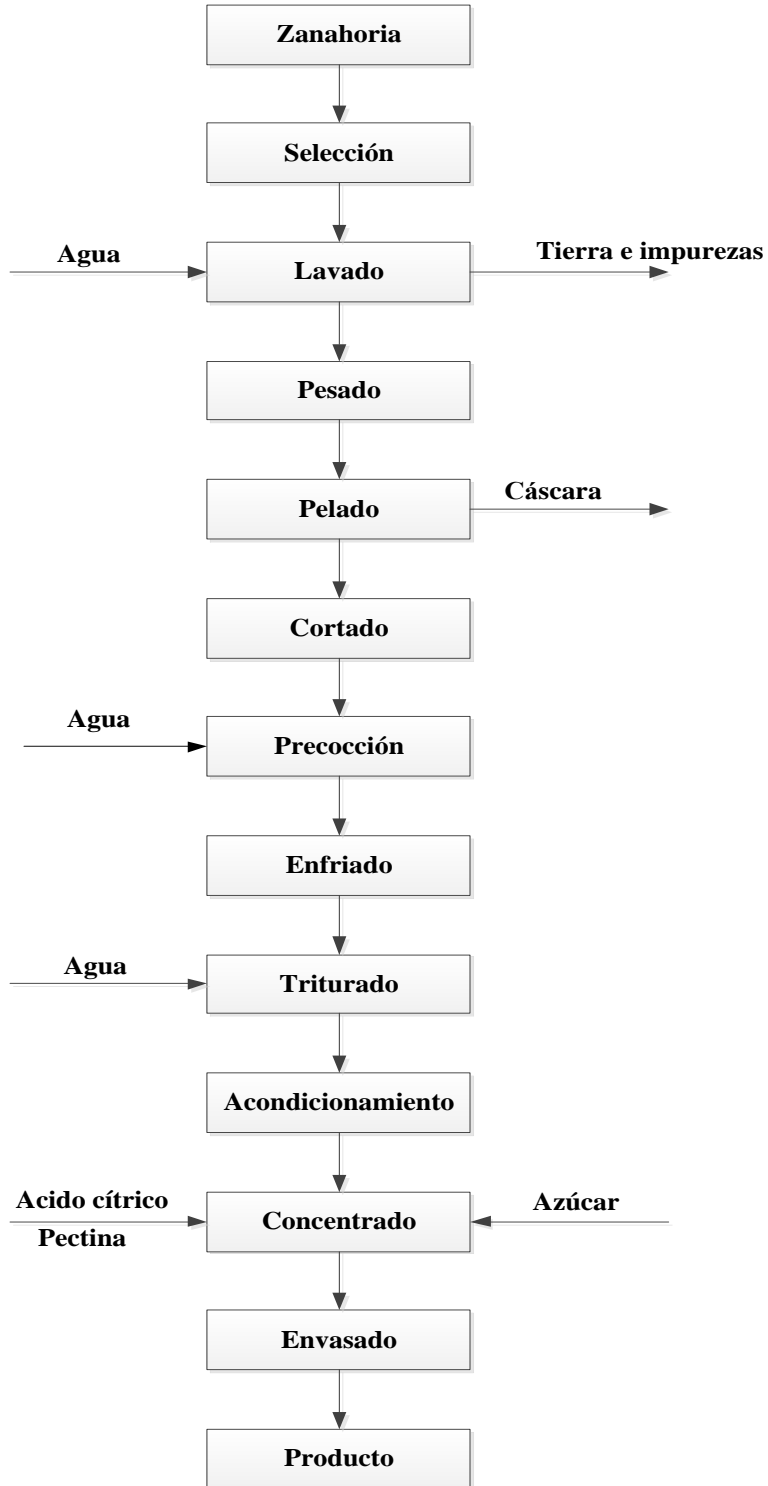 Zanahoria
Selección
Agua
Lavado
Tierra e impurezas
Pesado
Pelado
Cáscara
Cortado
Agua
Precocción
Enfriado
Agua
Triturado
Acondicionamiento
Acido cítrico
Pectina
Concentrado
Azúcar
Envasado
Producto